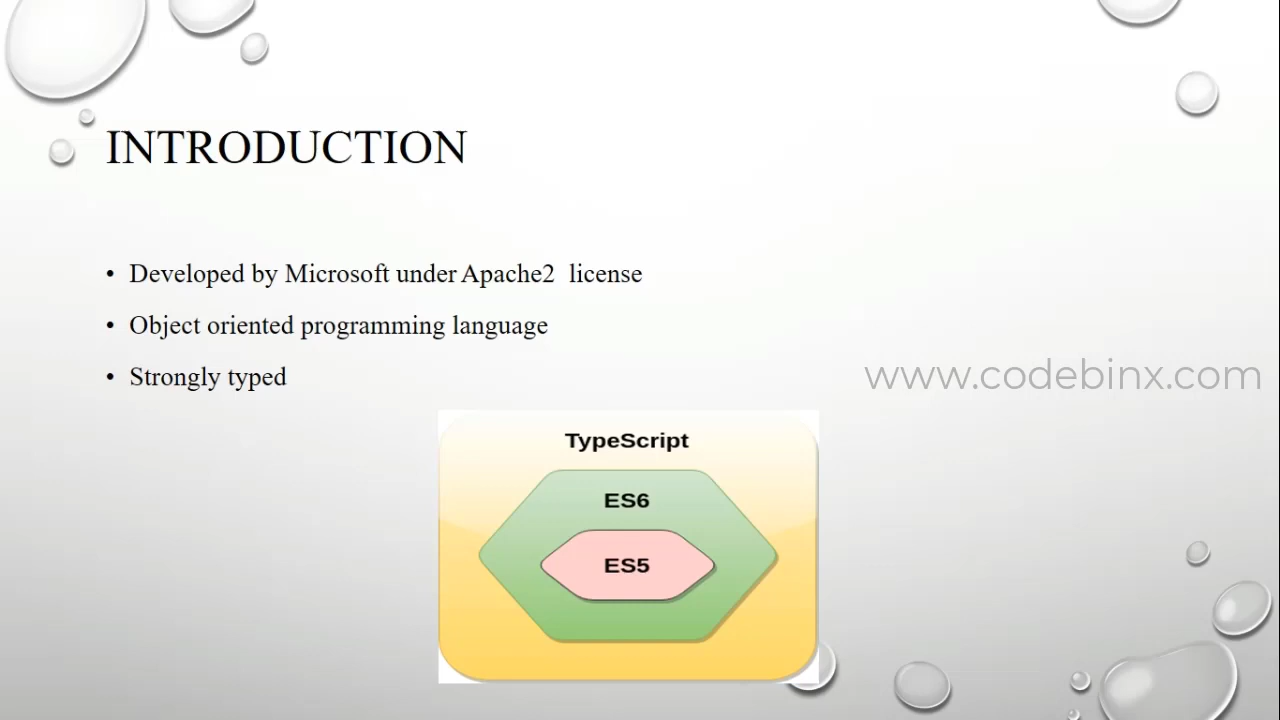 INTRODUCTION
• Developed by Microsoft under Apache2 license
• Object oriented programming language
• Strongly typed
www.codebinx.com
TypeScript
ES6
ES5